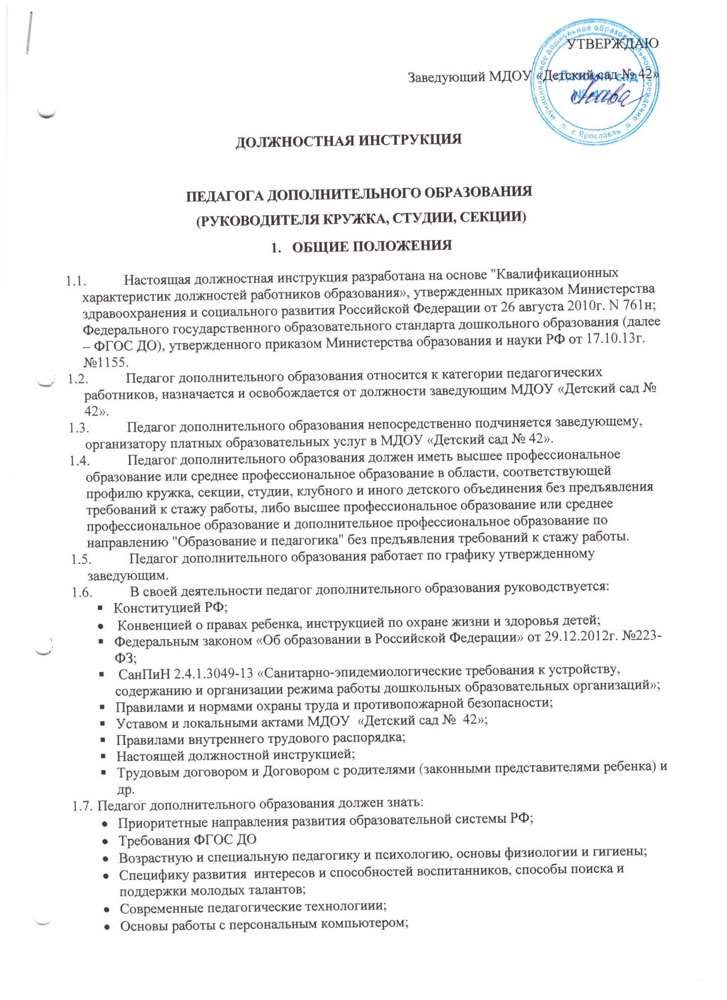 УТВЕРЖДАЮ
Заведующий МДОУ «Детский сад № 42»
муниципальное дошкольное образовательное учреждение
«Детский сад
№ 42»
г. Ярославль
ДОЛЖНОСТНАЯ ИНСТРУКЦИЯ
ПЕДАГОГА ДОПОЛНИТЕЛЬНОГО ОБРАЗОВАНИЯ
(РУКОВОДИТЕЛЯ КРУЖКА, СТУДИИ, СЕКЦИИ)
1. ОБЩИЕ ПОЛОЖЕНИЯ
1.1. Настоящая должностная инструкция разработана на основе "Квалификационных
характеристик должностей работников образования», утвержденных приказом Министерства
здравоохранения и социального развития Российской Федерации от 26 августа 2010г. N 761н;
Федерального государственного образовательного стандарта дошкольного образования (далее
– ФГОС ДО), утвержденного приказом Министерства образования и науки РФ от 17.10.13г.
№1155.
1.2. Педагог дополнительного образования относится к категории педагогических
работников, назначается и освобождается от должности заведующим МДОУ «Детский сад №
42».
1.3. Педагог дополнительного образования непосредственно подчиняется заведующему,
организатору платных образовательных услуг в МДОУ «Детский сад № 42».
1.4. Педагог дополнительного образования должен иметь высшее профессиональное
образование или среднее профессиональное образование в области, соответствующей
профилю кружка, секции, студии, клубного и иного детского объединения без предъявления
требований к стажу работы, либо высшее профессиональное образование или среднее
профессиональное образование и дополнительное профессиональное образование по
направлению "Образование и педагогика" без предъявления требований к стажу работы.
1.5. Педагог дополнительного образования работает по графику утвержденному
заведующим.
1.6. В своей деятельности педагог дополнительного образования руководствуется:
▪ Конституцией РФ;
• Конвенцией о правах ребенка, инструкцией по охране жизни и здоровья детей;
▪ Федеральным законом «Об образовании в Российской Федерации» от 29.12.2012г. №223-
ФЗ;
▪ СанПиН 2.4.1.3049-13 «Санитарно-эпидемиологические требования к устройству,
содержанию и организации режима работы дошкольных образовательных организаций»;
▪ Правилами и нормами охраны труда и противопожарной безопасности;
▪ Уставом и локальными актами МДОУ «Детский сад № 42»;
▪ Правилами внутреннего трудового распорядка;
▪ Настоящей должностной инструкцией;
▪ Трудовым договором и Договором с родителями (законными представителями ребенка) и
др.
1.7. Педагог дополнительного образования должен знать:
• Приоритетные направления развития образовательной системы РФ;
• Требования ФГОС ДО
• Возрастную и специальную педагогику и психологию, основы физиологии и гигиены;
• Специфику развития интересов и способностей воспитанников, способы поиска и
поддержки молодых талантов;
• Современные педагогические технологиии;
• Основы работы с персональным компьютером;